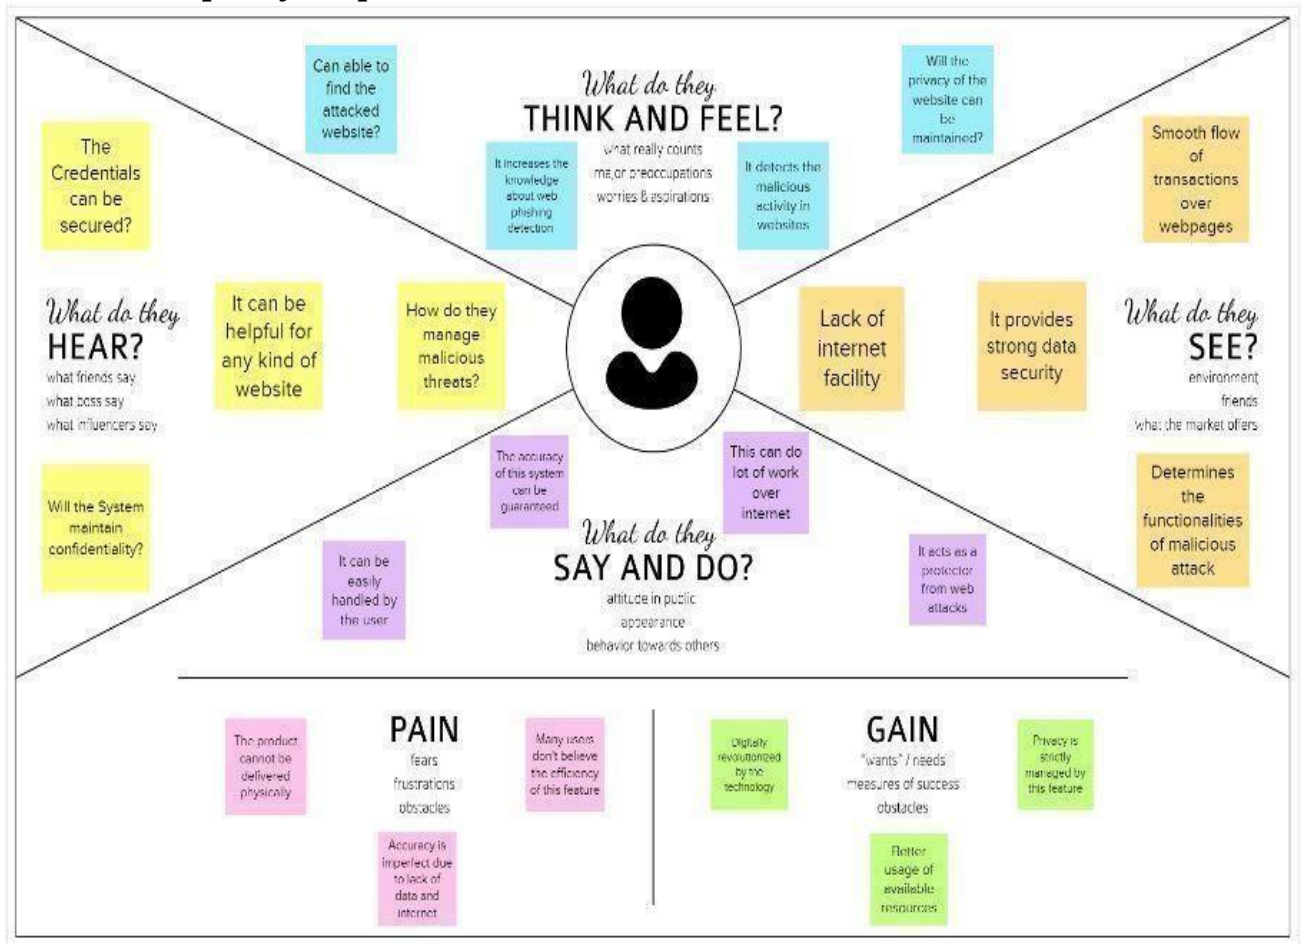 Can able to
find the
attacked
website?
What do they
THINK AND FEEL?
what really counts
major preoccupations
worries & aspirations
It increases the
knowledge
about web
phishing
detection
It detects the
malicious
activity in
websites
Will the
privacy of the
website can
be
maintained?
The
Credentials
can be
secured?
What do they
HEAR?
what friends say
what boss say
what influencers say
It can be
helpful for
any kind of
website
How do they
manage
malicious
threats?
Will the System
maintain
confidentiality?
Smooth flow
of
transactions
over
webpages
Lack of
internet
facility
It provides
strong data
security
What do they
SEE?
environment
friends
what the market offers
Determines
the
functionalities
of malicious
attack
The accuracy
of this system
can be
guaranteed
This can do
lot of work
over
internet
What do they
SAY AND DO?
attitude in public
appearance
behavior towards others
It can be
easily
handled by
the user
It acts as a
protector
from web
attacks
The product
cannot be
delivered
physically
PAIN
fears
frustrations
obstacles
Many users
don't believe
the efficiency
of this feature
Accuracy is
imperfect due
to lack of
data and
internet
Digitally
revolutionized
by the
technology
GAIN
"wants" / needs
measures of success
obstacles
Privacy is
strictly
managed by
this feature
Better
usage of
available
resources